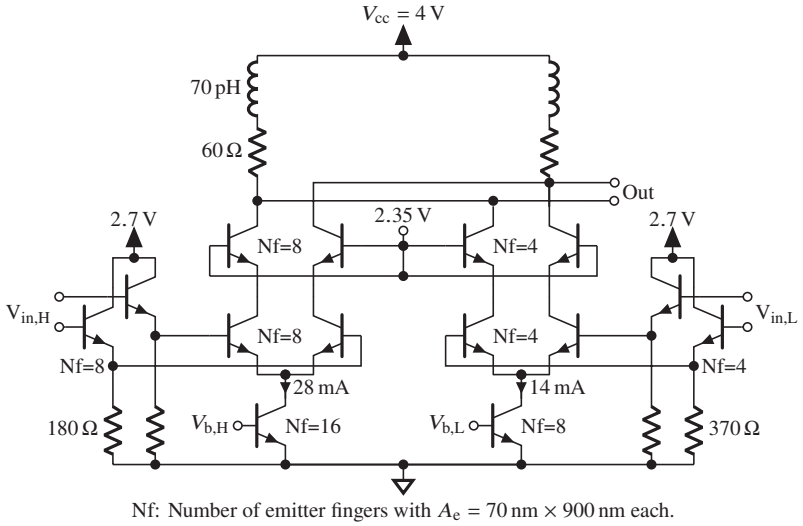 V_cc = 4 V
70 pH
60 Ω
Out
2.7 V
2.35 V
2.7 V
Nf=8
Nf=4
V_in,H
V_in,L
Nf=8
Nf=4
Nf=8
Nf=4
28 mA
14 mA
180 Ω
V_b,H
Nf=16
V_b,L
Nf=8
370 Ω
Nf: Number of emitter fingers with A_e = 70 nm × 900 nm each.